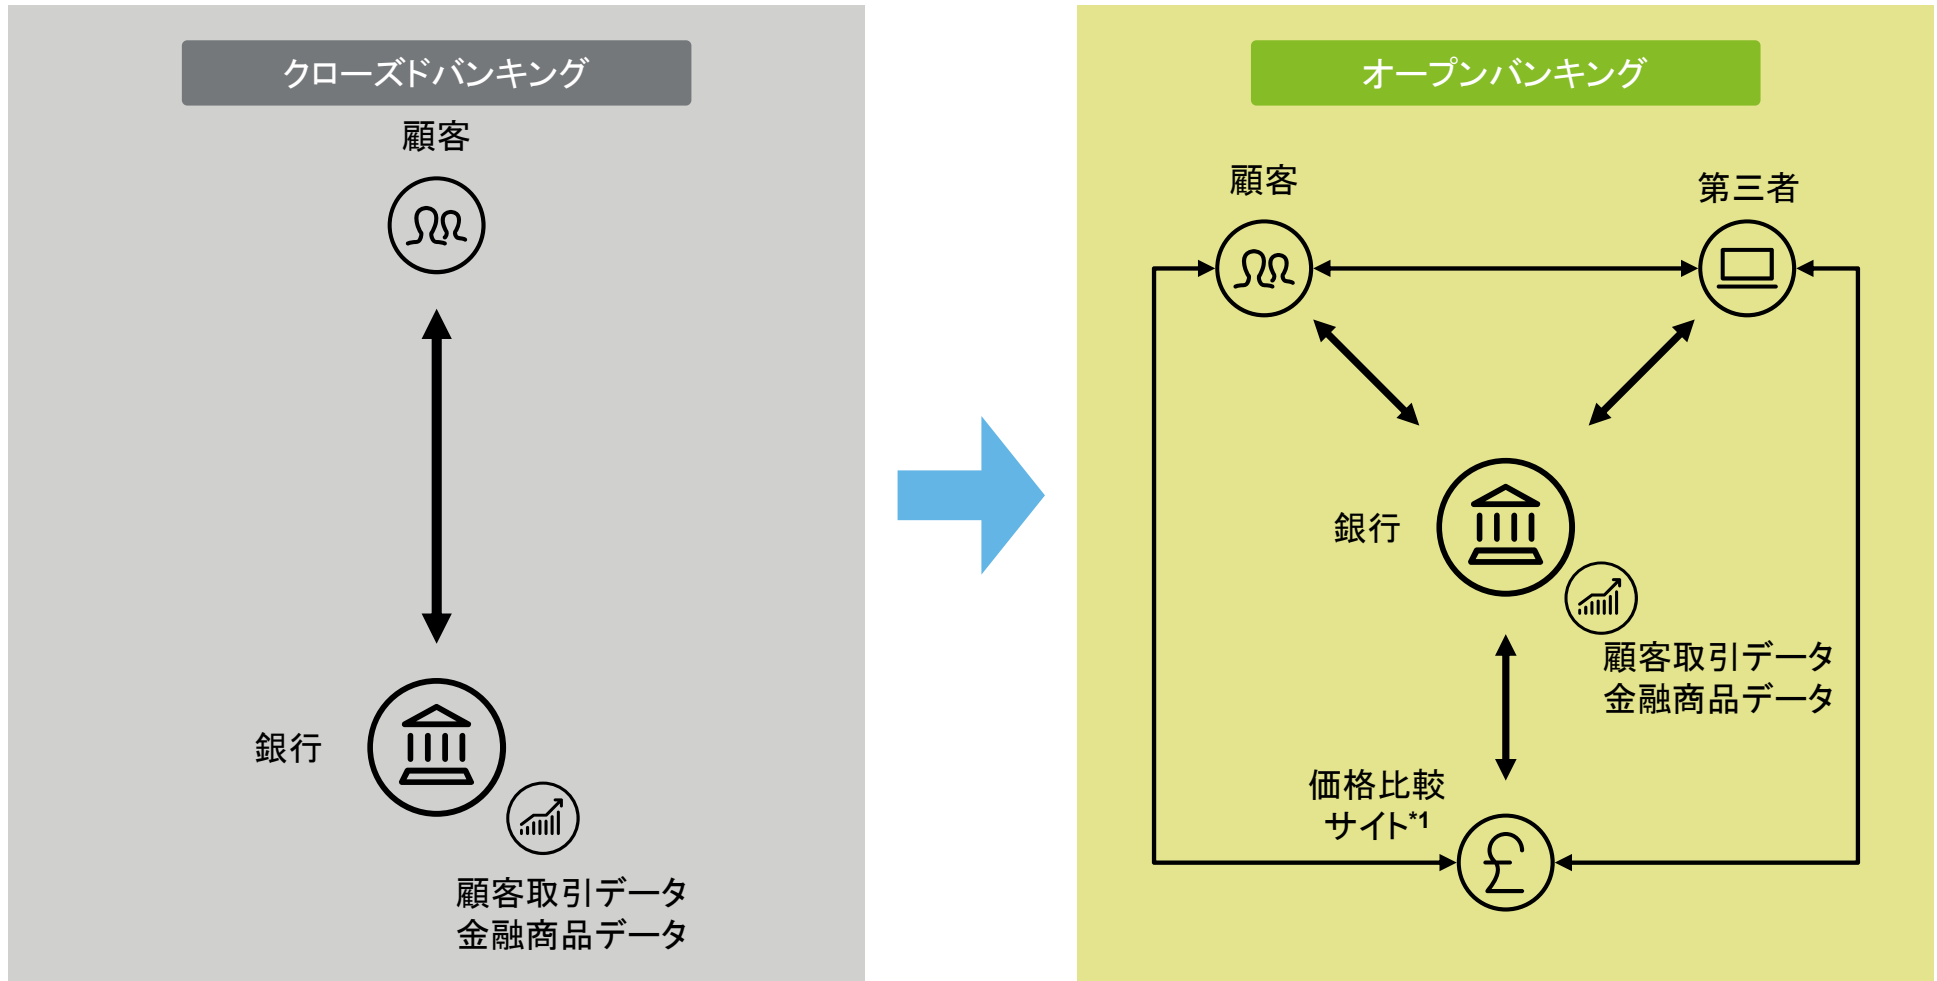 クローズドバンキング
顧客
銀行
顧客取引データ
金融商品データ
オープンバンキング
顧客
第三者
銀行
顧客取引データ
金融商品データ
価格比較
サイト*1
£